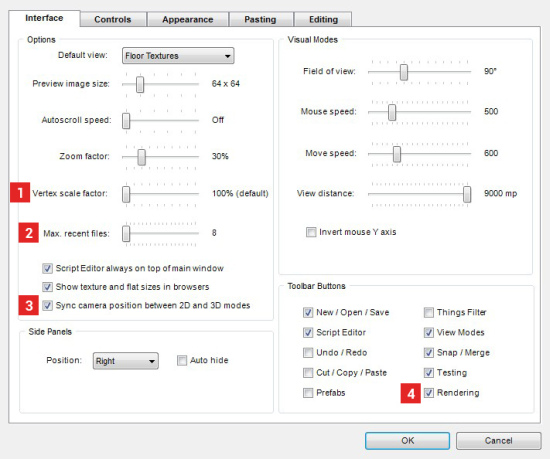 Interface Controls Appearance Pasting Editing
Options
Default view: Floor Textures
Preview image size: 64 x 64
Autoscroll speed: Off
Zoom factor: 30%
1 Vertex scale factor: 100% (default)
2 Max. recent files: 8
Script Editor always on top of main window
Show texture and flat sizes in browsers
3 Sync camera position between 2D and 3D modes
Side Panels
Position: Right Auto hide
Visual Modes
Field of view: 90°
Mouse speed: 500
Move speed: 600
View distance: 9000 mp
Invert mouse Y axis
Toolbar Buttons
New / Open / Save Things Filter
Script Editor View Modes
Undo / Redo Snap / Merge
Cut / Copy / Paste Testing
Prefabs 4 Rendering
OK Cancel